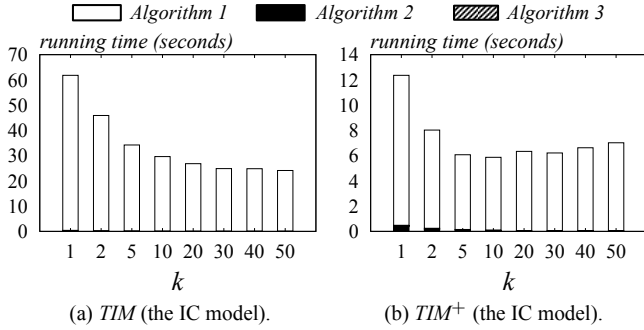 Algorithm 1 Algorithm 2 Algorithm 3
running time (seconds)
70
60
50
40
30
20
10
0
1 2 5 10 20 30 40 50
k
(a) TIM (the IC model).
running time (seconds)
14
12
10
8
6
4
2
0
1 2 5 10 20 30 40 50
k
(b) TIM+ (the IC model).